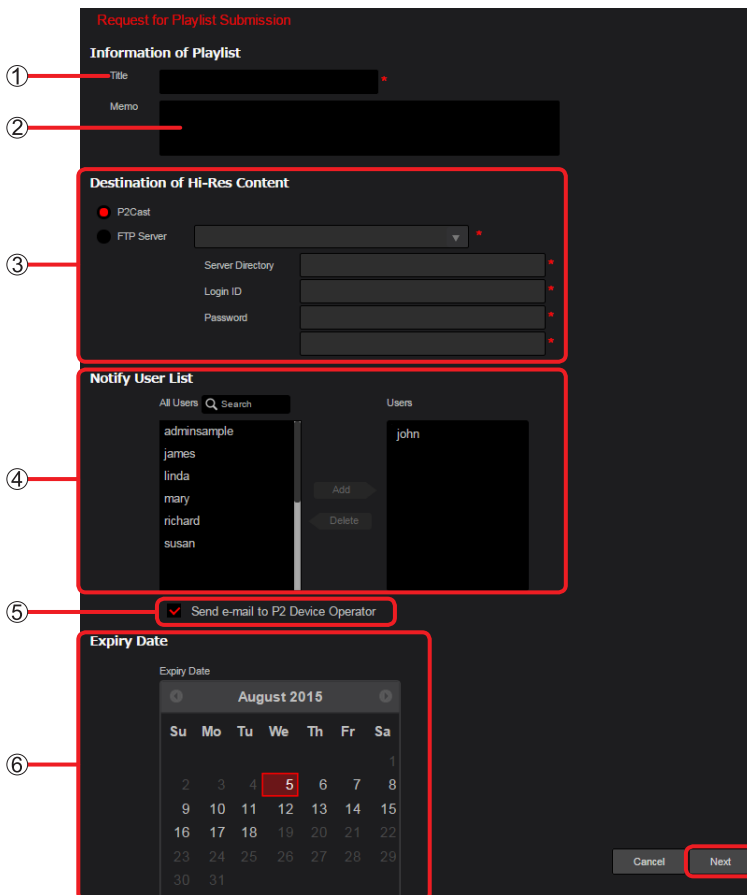 Request for Playlist Submission
Information of Playlist
① Title *
Memo
②
Destination of Hi-Res Content
P2Cast
FTP Server *
③ Server Directory *
Login ID *
Password *
*
Notify User List
All Users Search Users
adminsample john
james
linda
④ mary Add
richard Delete
susan
⑤ Send e-mail to P2 Device Operator
Expiry Date
Expiry Date
August 2015
Su Mo Tu We Th Fr Sa
1
⑥ 2 3 4 5 6 7 8
9 10 11 12 13 14 15
16 17 18 19 20 21 22
23 24 25 26 27 28 29
30 31
Cancel Next